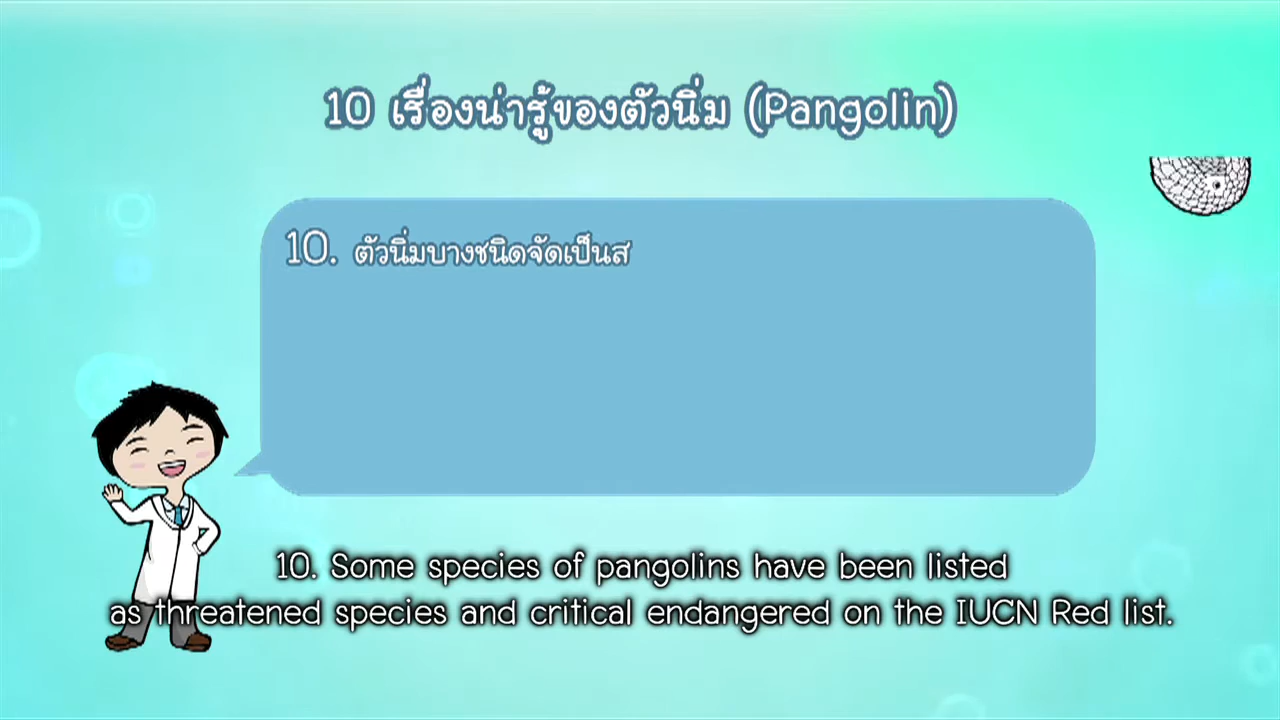 10 เรื่องน่ารู้ของตัวนิ่ม (Pangolin)
10. ตัวนิ่มบางชนิดจัดเป็นส
10. Some species of pangolins have been listed
as threatened species and critical endangered on the IUCN Red list.